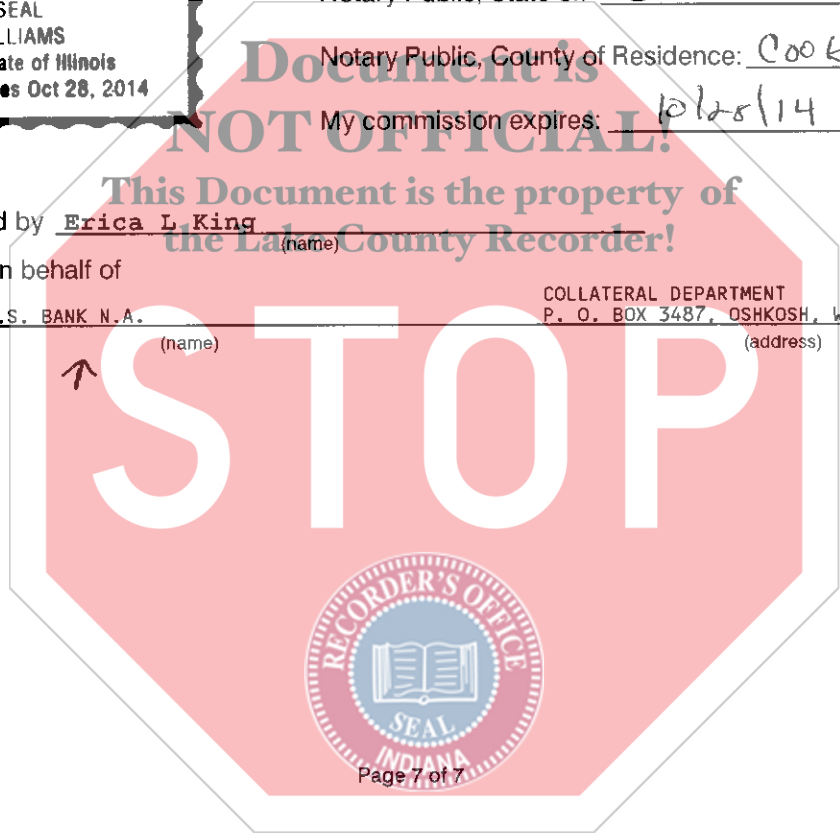 SEAL
LLIAMS
ate of Illinois
es Oct 28, 2014
Notary Public, County of Residence: Cook
My commission expires: 10/28/14
Document is
NOT OFFICIAL!
This Document is the property of
the Lake County Recorder!
d by Erica L King
(name)
n behalf of
.S. BANK N.A.
(name)
COLLATERAL DEPARTMENT
P. O. BOX 3487, OSHKOSH, W
(address)
STOP
RECORDER'S OFFICE
SEAL
INDIANA
Page 7 of 7